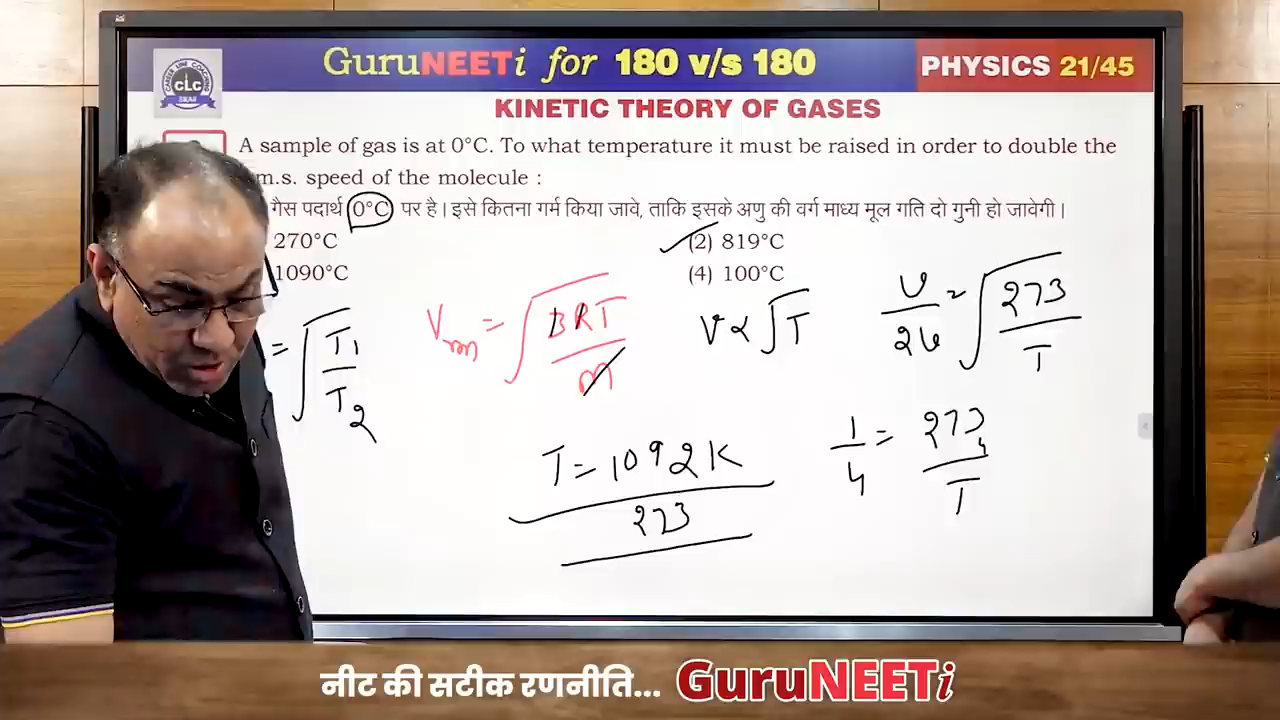 GuruNEETi for 180 v/s 180
PHYSICS 21/45
CLC
KINETIC THEORY OF GASES
A sample of gas is at 0°C. To what temperature it must be raised in order to double the
m.s. speed of the molecule :
गैस पदार्थ 0°C पर है। इसे कितना गर्म किया जावे, ताकि इसके अणु की वर्ग माध्य मूल गति दो गुनी हो जावेगी।
270°C
(2) 819°C
1090°C
(4) 100°C
= √(T₁/T₂)
V = √(3RT/m)
V ∝ √T
V/2V = √(273/T)
T = 1092K
273
1/4 = 273/T
नीट की सटीक रणनीति... GuruNEETi